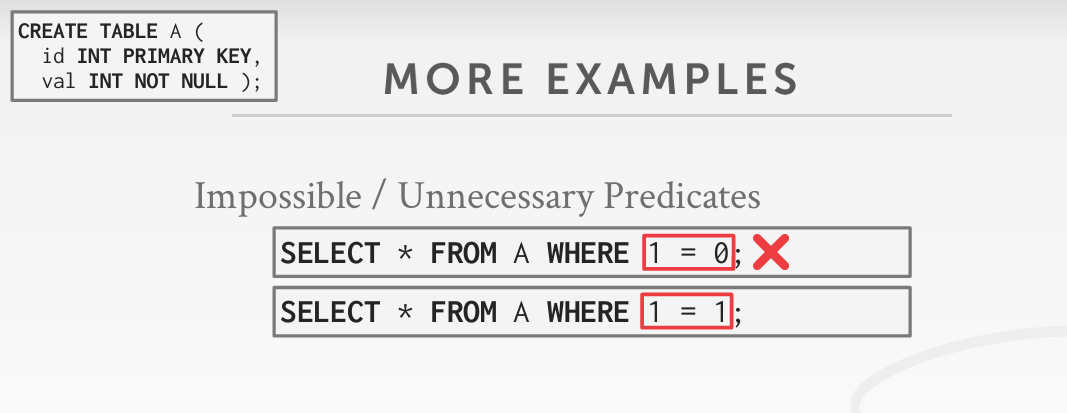 CREATE TABLE A (
id INT PRIMARY KEY,
val INT NOT NULL );
MORE EXAMPLES
Impossible / Unnecessary Predicates
SELECT * FROM A WHERE 1 = 0;
SELECT * FROM A WHERE 1 = 1;